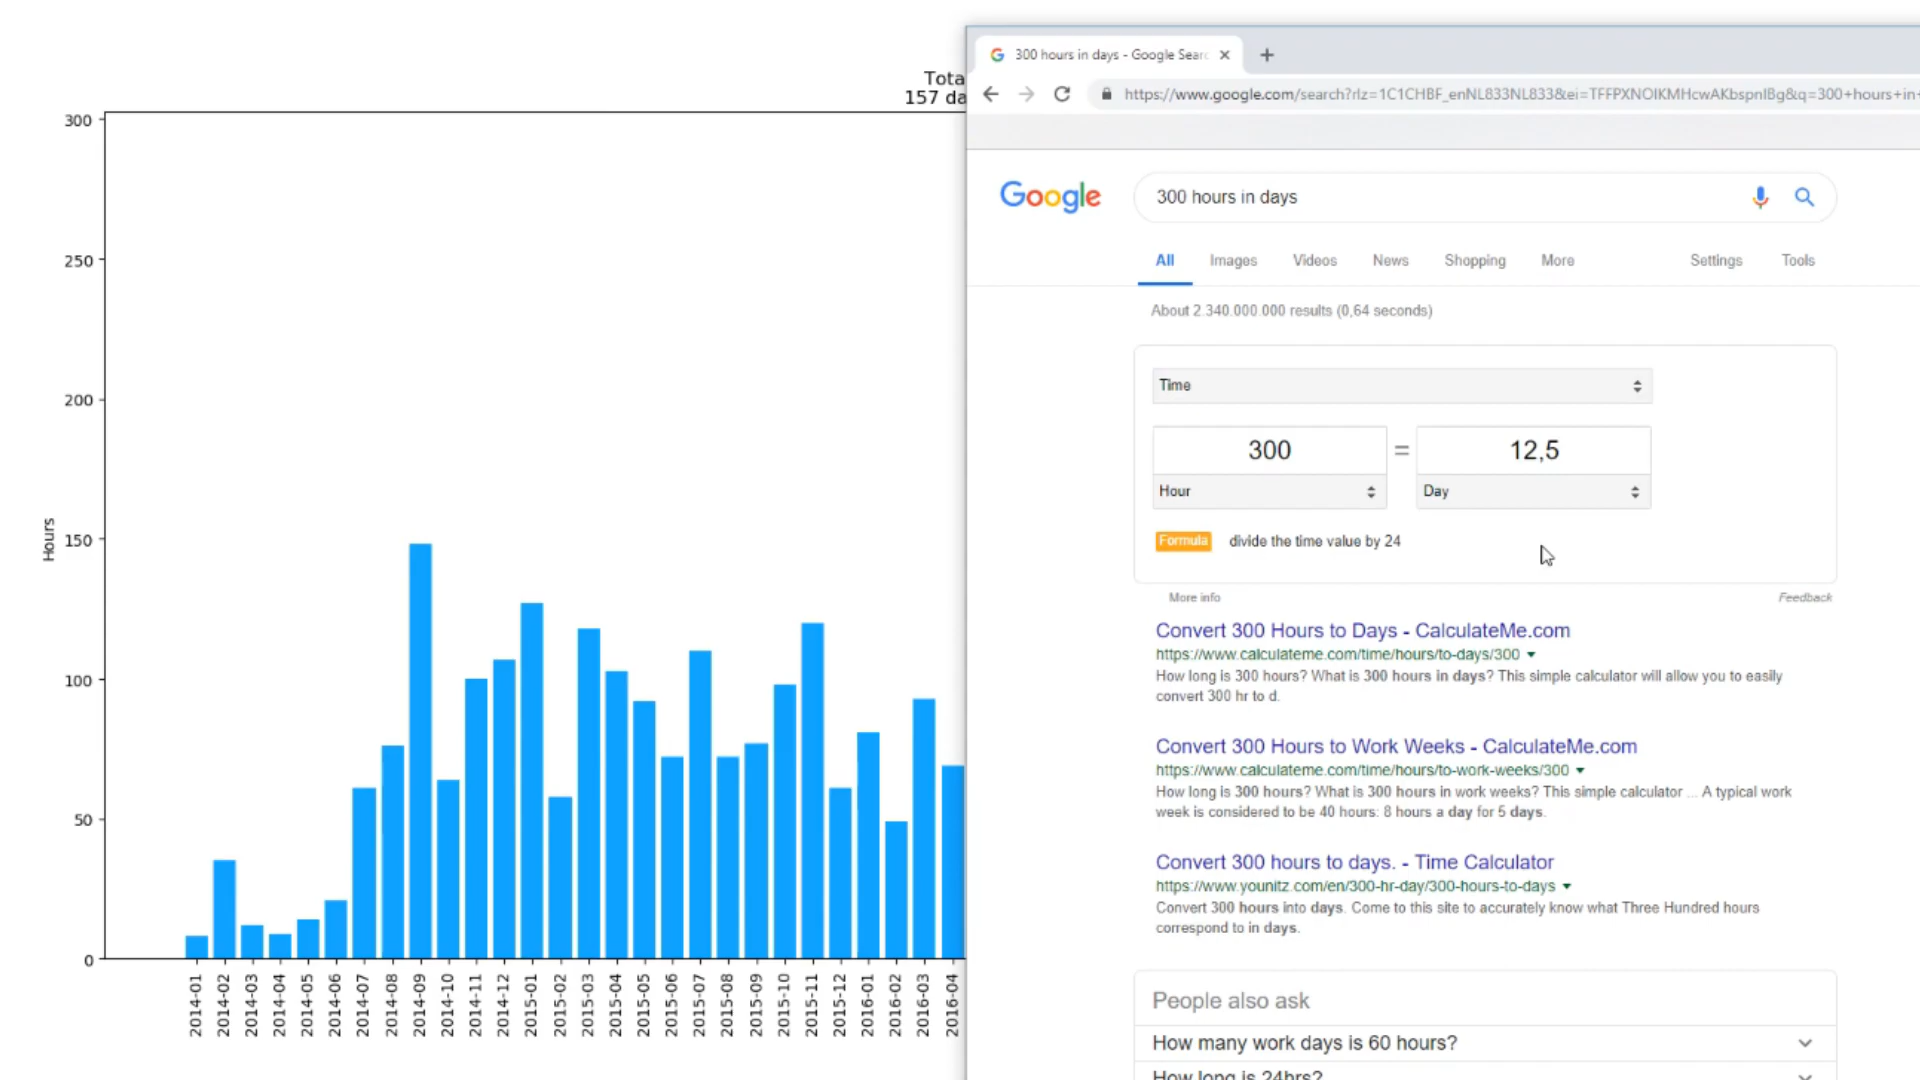 Tota
157 da
300
250
200
150
100
50
0
Hours
2014-01
2014-02
2014-03
2014-04
2014-05
2014-06
2014-07
2014-08
2014-09
2014-10
2014-11
2014-12
2015-01
2015-02
2015-03
2015-04
2015-05
2015-06
2015-07
2015-08
2015-09
2015-10
2015-11
2015-12
2016-01
2016-02
2016-03
2016-04
300 hours in days - Google Sear
https://www.google.com/search?rlz=1C1CHBF_enNL833NL833&ei=TFFPXNOIKMHcwAKbspnIBg&q=300+hours+in+
Google
300 hours in days
All Images Videos News Shopping More Settings Tools
About 2.340.000.000 results (0,64 seconds)
Time
300 = 12,5
Hour Day
Formula divide the time value by 24
More info Feedback
Convert 300 Hours to Days - CalculateMe.com
https://www.calculateme.com/time/hours/to-days/300
How long is 300 hours? What is 300 hours in days? This simple calculator will allow you to easily
convert 300 hr to d.
Convert 300 Hours to Work Weeks - CalculateMe.com
https://www.calculateme.com/time/hours/to-work-weeks/300
How long is 300 hours? What is 300 hours in work weeks? This simple calculator ... A typical work
week is considered to be 40 hours: 8 hours a day for 5 days.
Convert 300 hours to days. - Time Calculator
https://www.younitz.com/en/300-hr-day/300-hours-to-days
Convert 300 hours into days. Come to this site to accurately know what Three Hundred hours
correspond to in days.
People also ask
How many work days is 60 hours?
How long is 24hrs?